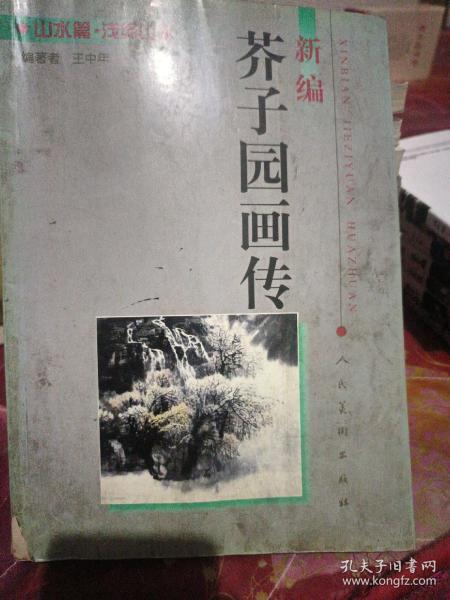 山水篇·浅绛山水
编著者 王中年
新编
芥子园画传
XINBIAN JIEZIYUAN HUAZHUAN
人民美术出版社
孔夫子旧书网
www.kongfz.com